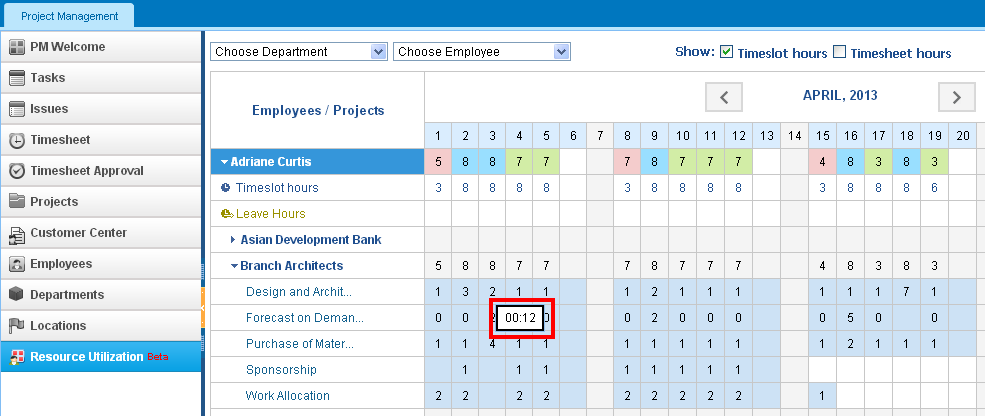 Project Management
PM Welcome
Tasks
Issues
Timesheet
Timesheet Approval
Projects
Customer Center
Employees
Departments
Locations
Resource Utilization Beta
Choose Department Choose Employee Show: Timeslot hours Timesheet hours
Employees / Projects
APRIL, 2013
1 2 3 4 5 6 7 8 9 10 11 12 13 14 15 16 17 18 19 20
Adriane Curtis 5 8 8 7 7 7 8 7 7 7 4 8 3 8 3
Timeslot hours 3 8 8 8 8 3 8 8 8 8 3 8 8 8 6
Leave Hours
Asian Development Bank
Branch Architects 5 8 8 7 7 7 8 7 7 7 4 8 3 8 3
Design and Archit... 1 3 2 1 1 1 2 1 1 1 1 1 1 7 1
Forecast on Deman... 0 0 2 00:12 0 0 2 0 0 0 0 5 0 0
Purchase of Mater... 1 1 4 1 1 1 1 1 1 1 1 2 1 1 1
Sponsorship 1 1 1 1 1 1 1 1
Work Allocation 2 2 2 2 2 2 2 2 2 1